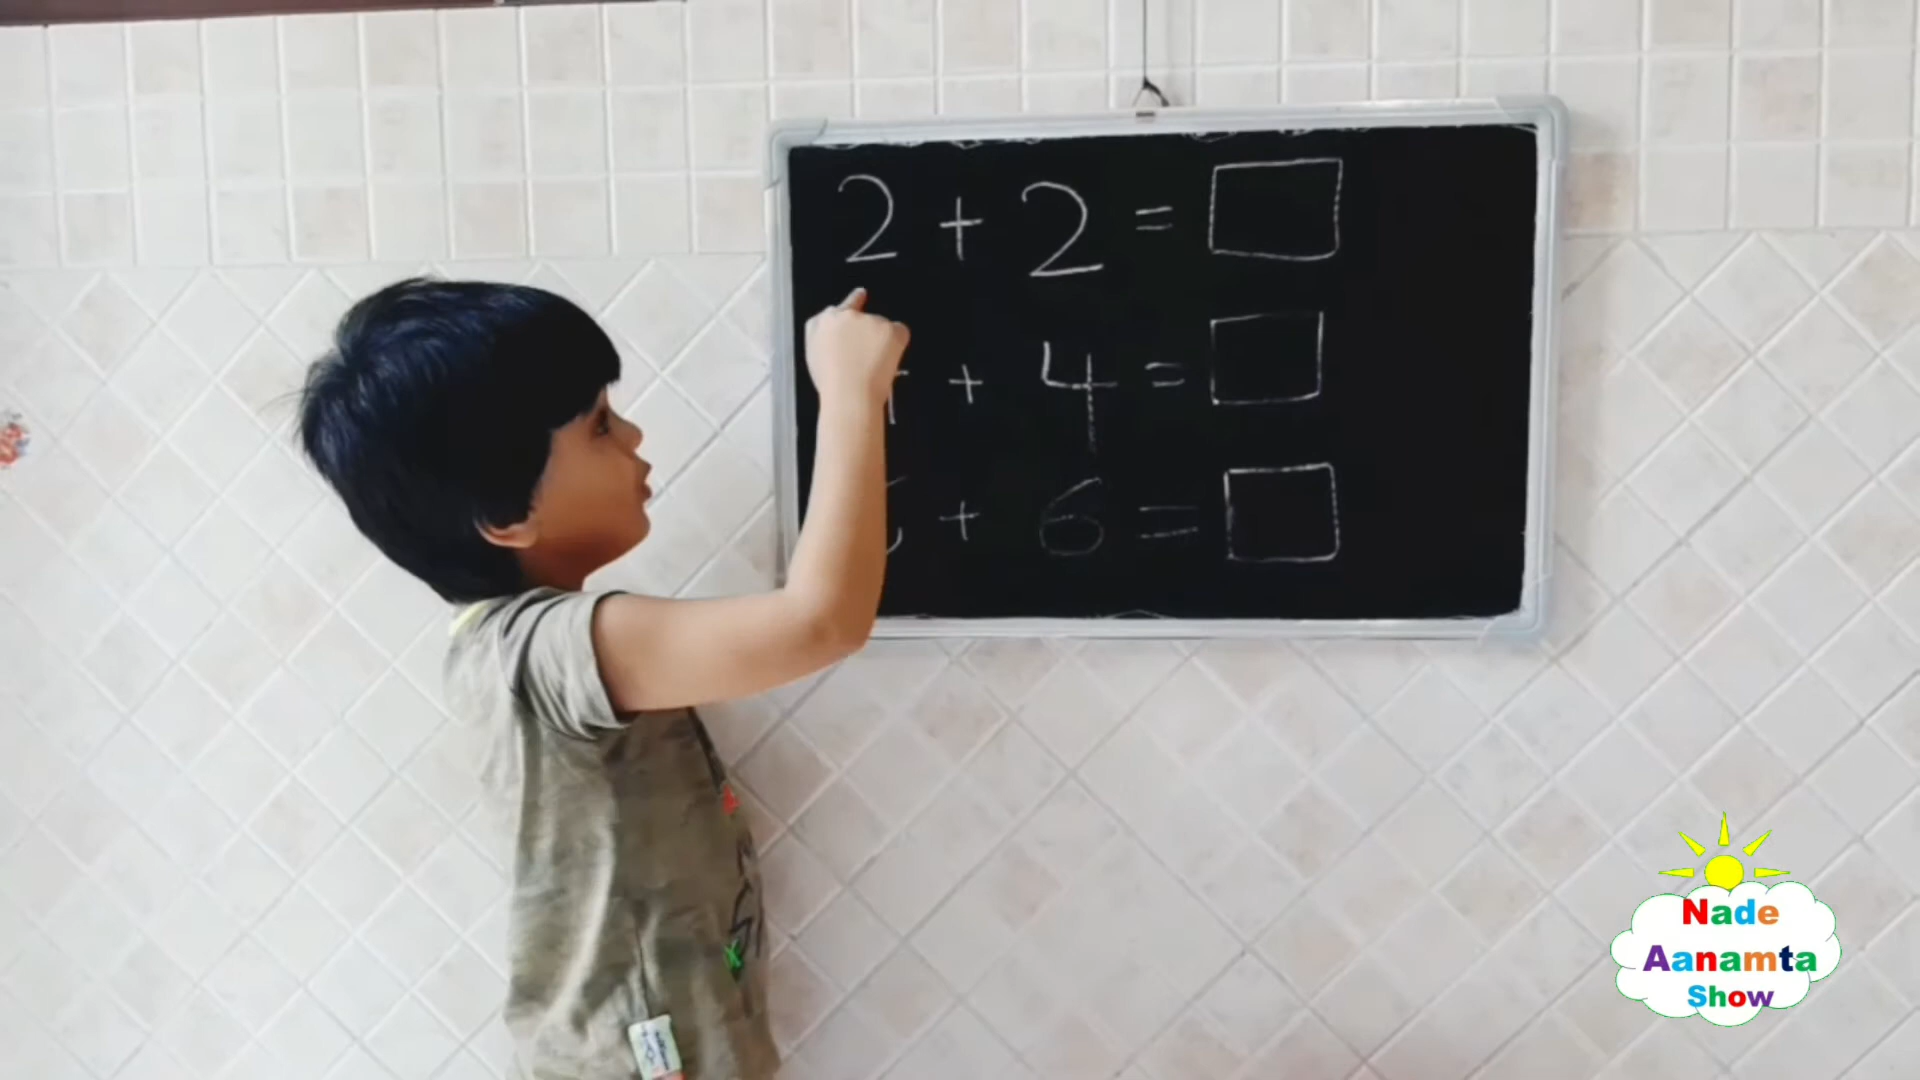 2 + 2 =
+ 4 =
+ 6 =
Nade
Aanamta
Show